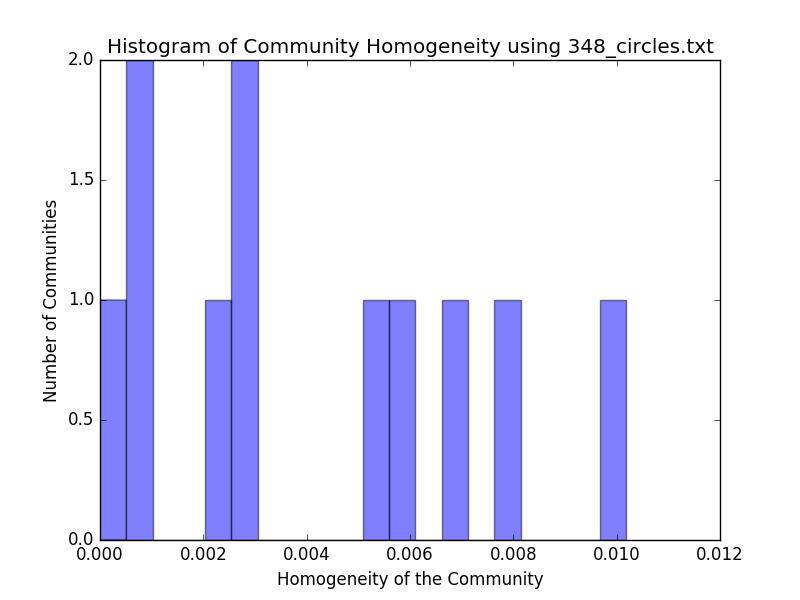 Histogram of Community Homogeneity using 348_circles.txt
2.0
1.5
1.0
0.5
0.0
Number of Communities
0.000 0.002 0.004 0.006 0.008 0.010 0.012
Homogeneity of the Community